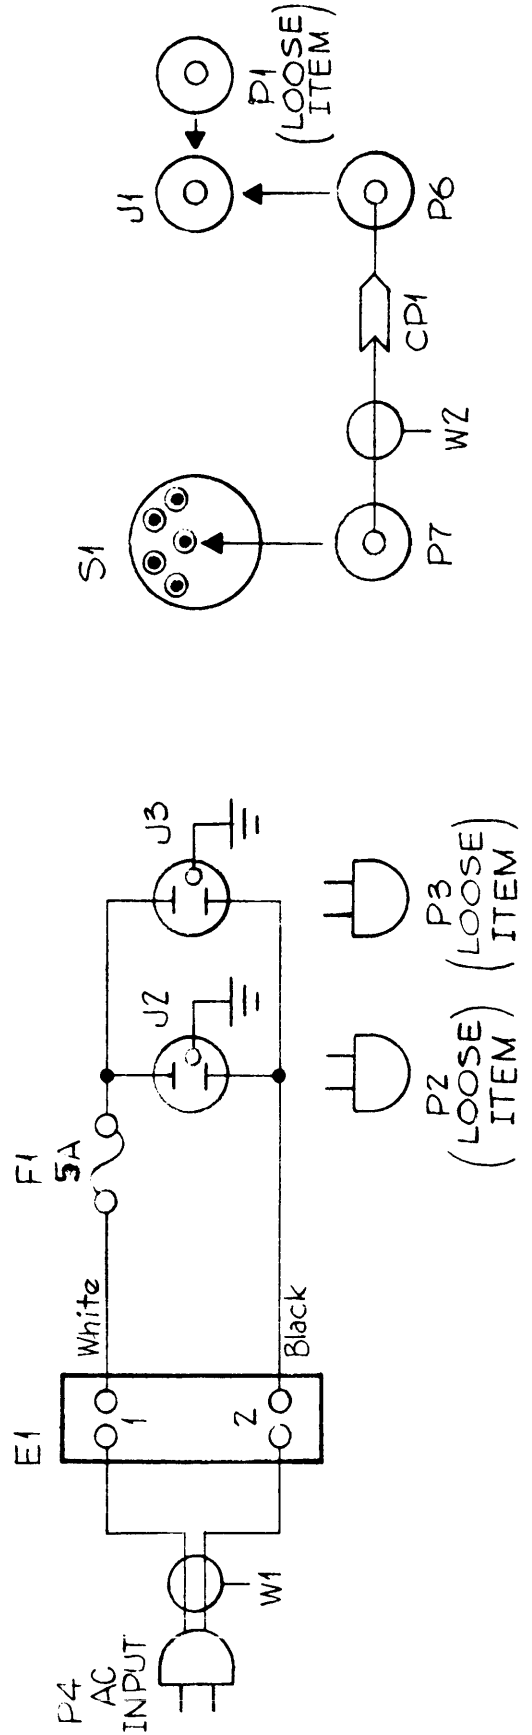 P4
AC
INPUT
W1
E1
1
2
White
Black
F1
5A
J2
J3
P2
(LOOSE
ITEM)
P3
(LOOSE
ITEM)
S1
P7
W2
CP1
P6
J1
P1
(LOOSE
ITEM)